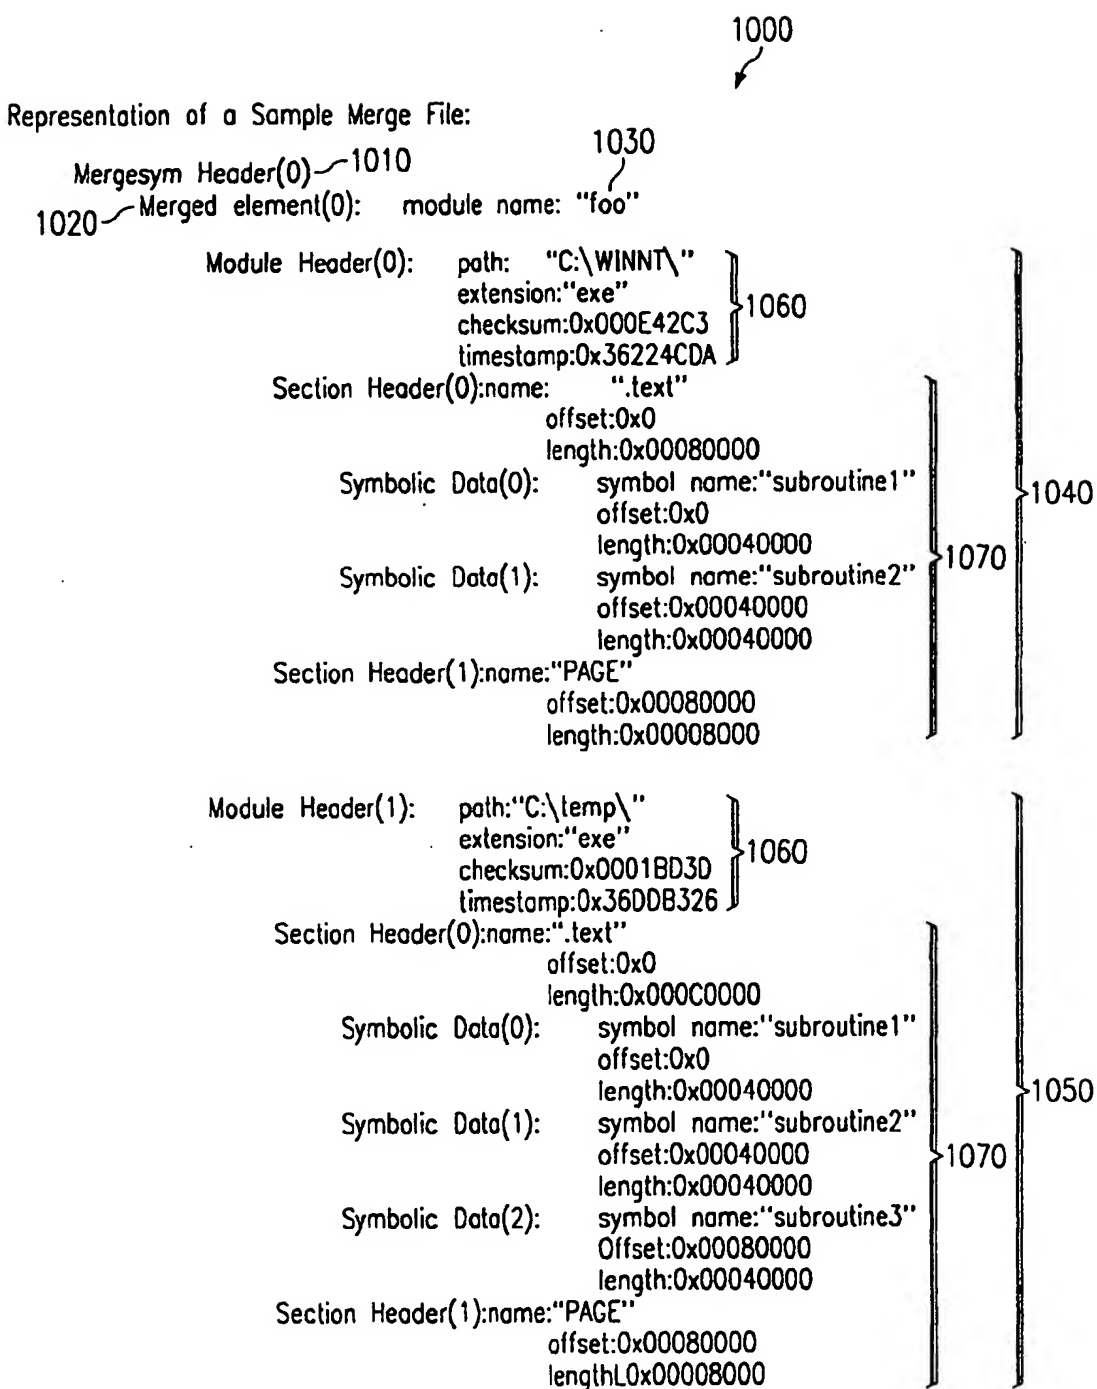 1000
Representation of a Sample Merge File:
1030
Mergesym Header(0) 1010
1020 Merged element(0): module name: "foo"
Module Header(0): path: "C:\WINNT\"
extension:"exe"
1060
checksum:0x000E42C3
timestamp:0x36224CDA
Section Header(0):name: ".text"
offset:0x0
length:0x00080000
Symbolic Data(0): symbol name:"subroutine1"
1040
offset:0x0
length:0x00040000
1070
Symbolic Data(1): symbol name:"subroutine2"
offset:0x00040000
length:0x00040000
Section Header(1):name:"PAGE"
offset:0x00080000
length:0x00008000
Module Header(1): path:"C:\temp\"
extension:"exe"
1060
checksum:0x0001BD3D
timestamp:0x36DDB326
Section Header(0):name:".text"
offset:0x0
length:0x000C0000
Symbolic Data(0): symbol name:"subroutine1"
offset:0x0
length:0x00040000
1050
Symbolic Data(1): symbol name:"subroutine2"
offset:0x00040000
1070
length:0x00040000
Symbolic Data(2): symbol name:"subroutine3"
Offset:0x00080000
length:0x00040000
Section Header(1):name:"PAGE"
offset:0x00080000
lengthL0x00008000